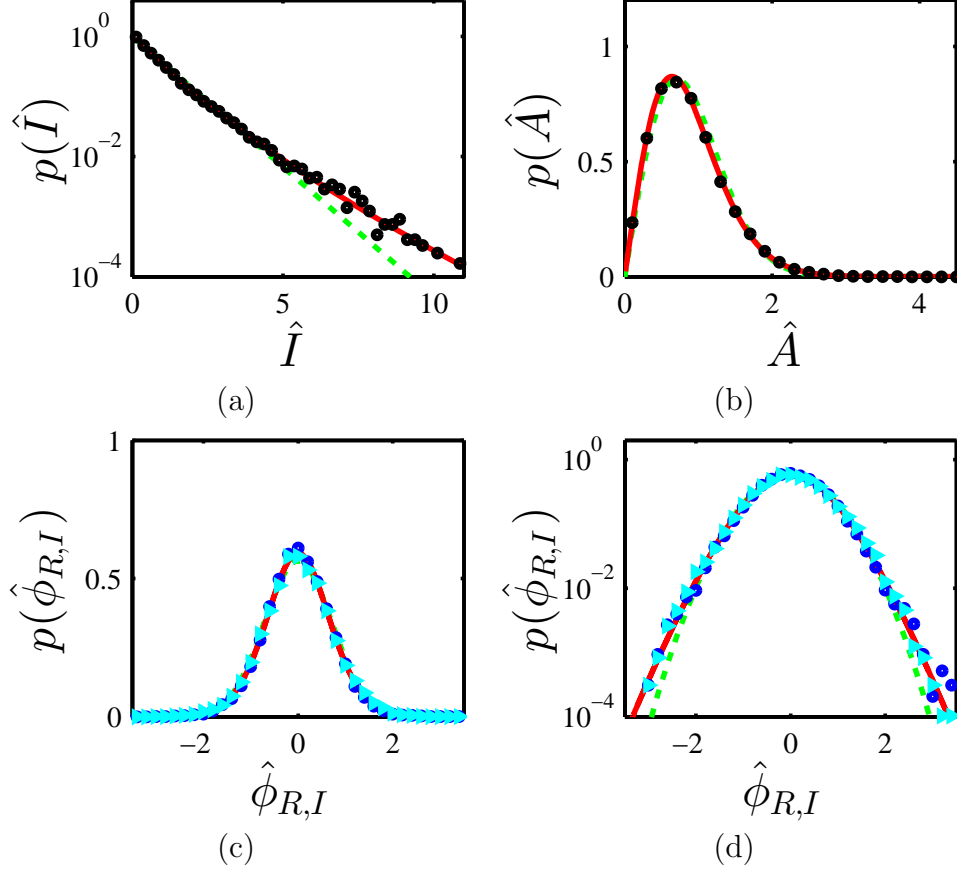 p(Î)
10^0
10^{-2}
10^{-4}
0 5 10
Î
(a)
p(Â)
1
0.5
0
0 2 4
Â
(b)
p(ϕ̂_{R,I})
1
0.5
0
−2 0 2
ϕ̂_{R,I}
(c)
p(ϕ̂_{R,I})
10^0
10^{-2}
10^{-4}
−2 0 2
ϕ̂_{R,I}
(d)